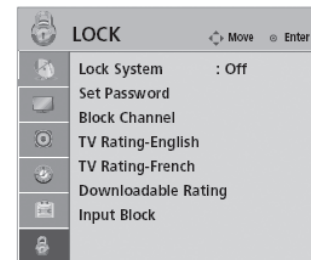 LOCK Move Enter
Lock System : Off
Set Password
Block Channel
TV Rating-English
TV Rating-French
Downloadable Rating
Input Block